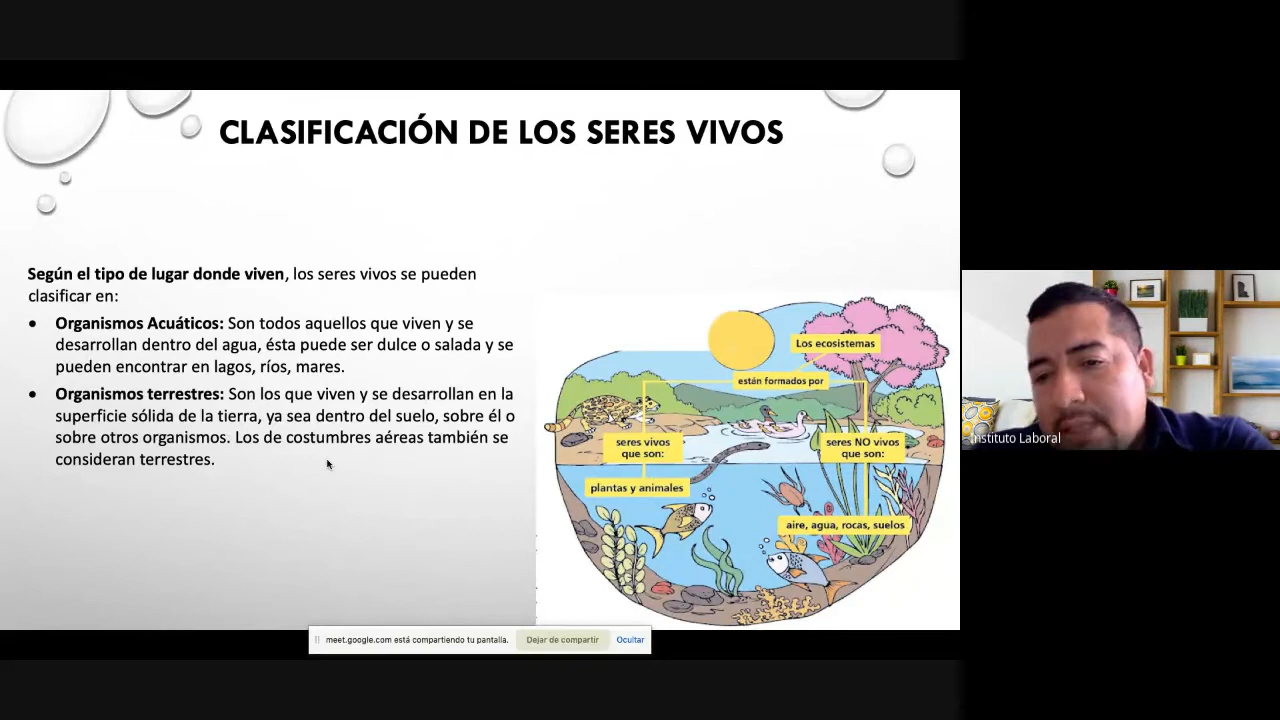 CLASIFICACIÓN DE LOS SERES VIVOS
Según el tipo de lugar donde viven, los seres vivos se pueden
clasificar en:
• Organismos Acuáticos: Son todos aquellos que viven y se
desarrollan dentro del agua, ésta puede ser dulce o salada y se
pueden encontrar en lagos, ríos, mares.
• Organismos terrestres: Son los que viven y se desarrollan en la
superficie sólida de la tierra, ya sea dentro del suelo, sobre él o
sobre otros organismos. Los de costumbres aéreas también se
consideran terrestres.
Los ecosistemas
están formados por
seres vivos
que son:
plantas y animales
seres NO vivos
que son:
aire, agua, rocas, suelos
Instituto Laboral
meet.google.com está compartiendo tu pantalla.
Dejar de compartir
Ocultar